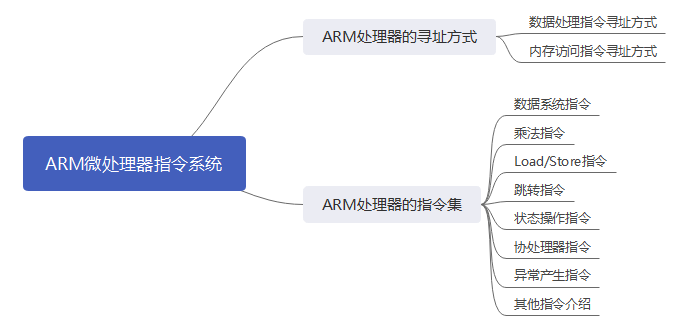 ARM微处理器指令系统
ARM处理器的寻址方式
数据处理指令寻址方式
内存访问指令寻址方式
ARM处理器的指令集
数据系统指令
乘法指令
Load/Store指令
跳转指令
状态操作指令
协处理器指令
异常产生指令
其他指令介绍